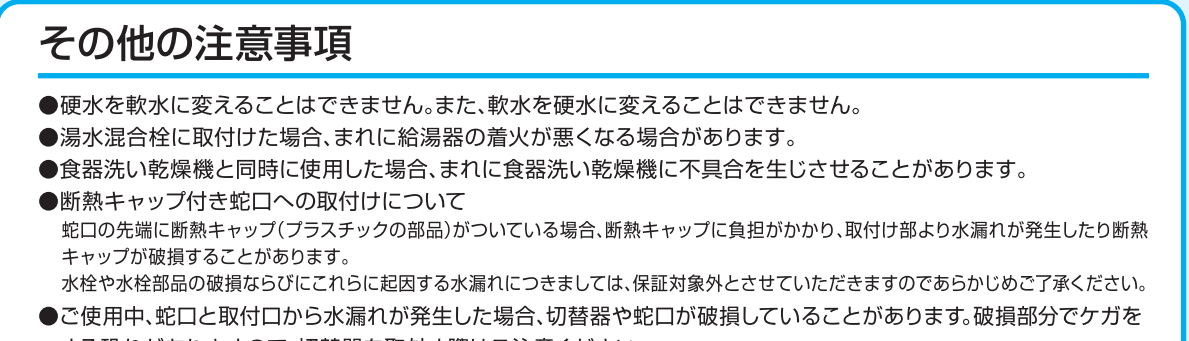 その他の注意事項
●硬水を軟水に変えることはできません。また、軟水を硬水に変えることはできません。
●湯水混合栓に取付けた場合、まれに給湯器の着火が悪くなる場合があります。
●食器洗い乾燥機と同時に使用した場合、まれに食器洗い乾燥機に不具合を生じさせることがあります。
●断熱キャップ付き蛇口への取付けについて
蛇口の先端に断熱キャップ(プラスチックの部品)がついている場合、断熱キャップに負担がかかり、取付け部より水漏れが発生したり断熱
キャップが破損することがあります。
水栓や水栓部品の破損ならびにこれらに起因する水漏れにつきましては、保証対象外とさせていただきますのであらかじめご了承ください。
●ご使用中、蛇口と取付口から水漏れが発生した場合、切替器や蛇口が破損していることがあります。破損部分でケガを